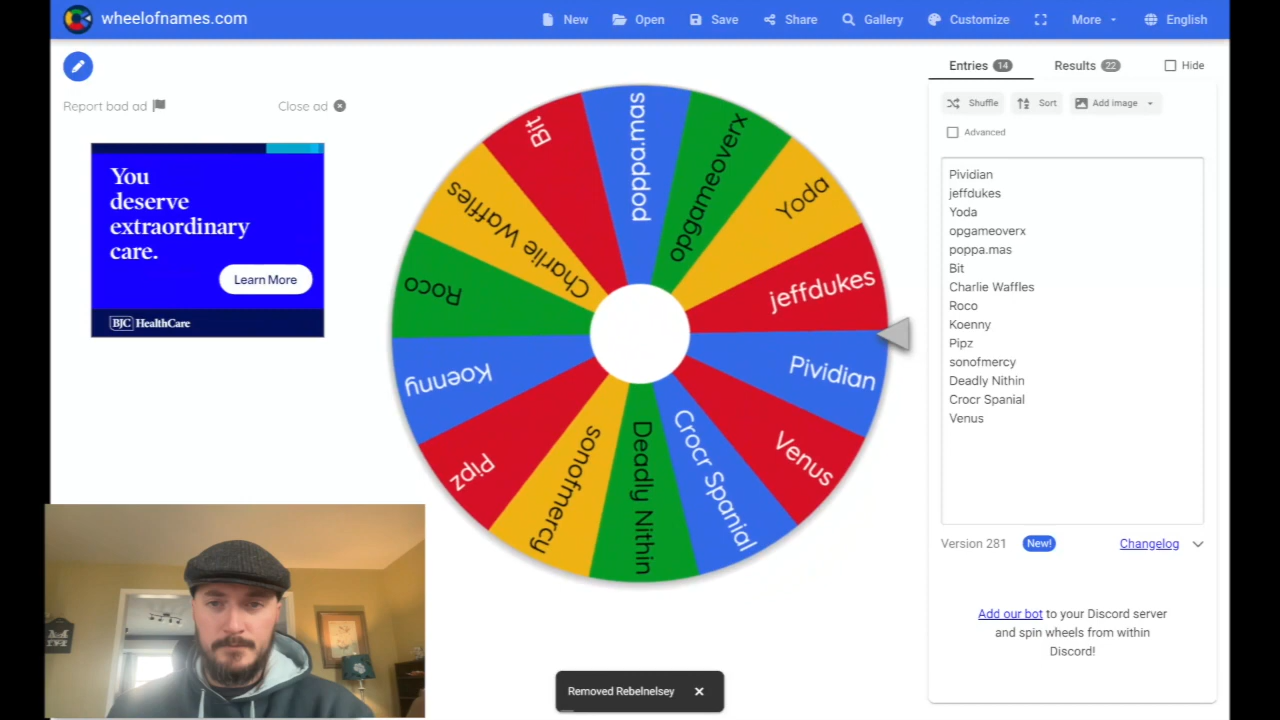 wheelofnames.com
New
Open
Save
Share
Gallery
Customize
More
English
Report bad ad
Close ad
You
deserve
extraordinary
care.
Learn More
BJC HealthCare
poppa.mas
opgameoverx
Yoda
jeffdukes
Pividian
Venus
Crocr Spanial
Deadly Nithin
sonofmercy
Pipz
Koenny
Roco
Charlie Waffles
Bit
Entries 14
Results 22
Hide
Shuffle
Sort
Add image
Advanced
Pividian
jeffdukes
Yoda
opgameoverx
poppa.mas
Bit
Charlie Waffles
Roco
Koenny
Pipz
sonofmercy
Deadly Nithin
Crocr Spanial
Venus
Version 281
New!
Changelog
Add our bot to your Discord server
and spin wheels from within
Discord!
Removed Rebelnelsey